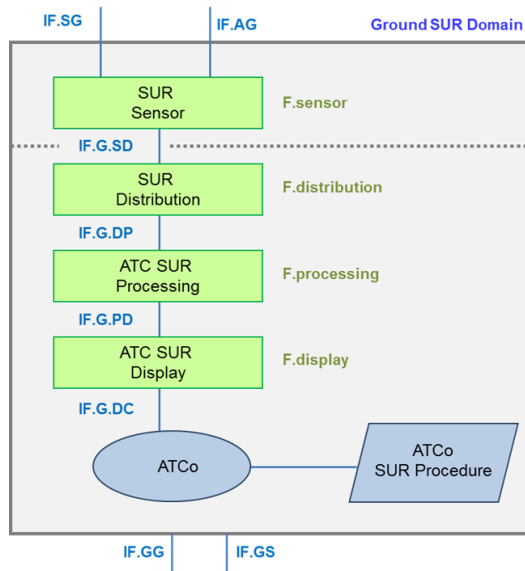 IF.SG
IF.AG
Ground SUR Domain
SUR
Sensor
F.sensor
IF.G.SD
SUR
Distribution
F.distribution
IF.G.DP
ATC SUR
Processing
F.processing
IF.G.PD
ATC SUR
Display
F.display
IF.G.DC
ATCo
ATCo
SUR Procedure
IF.GG
IF.GS